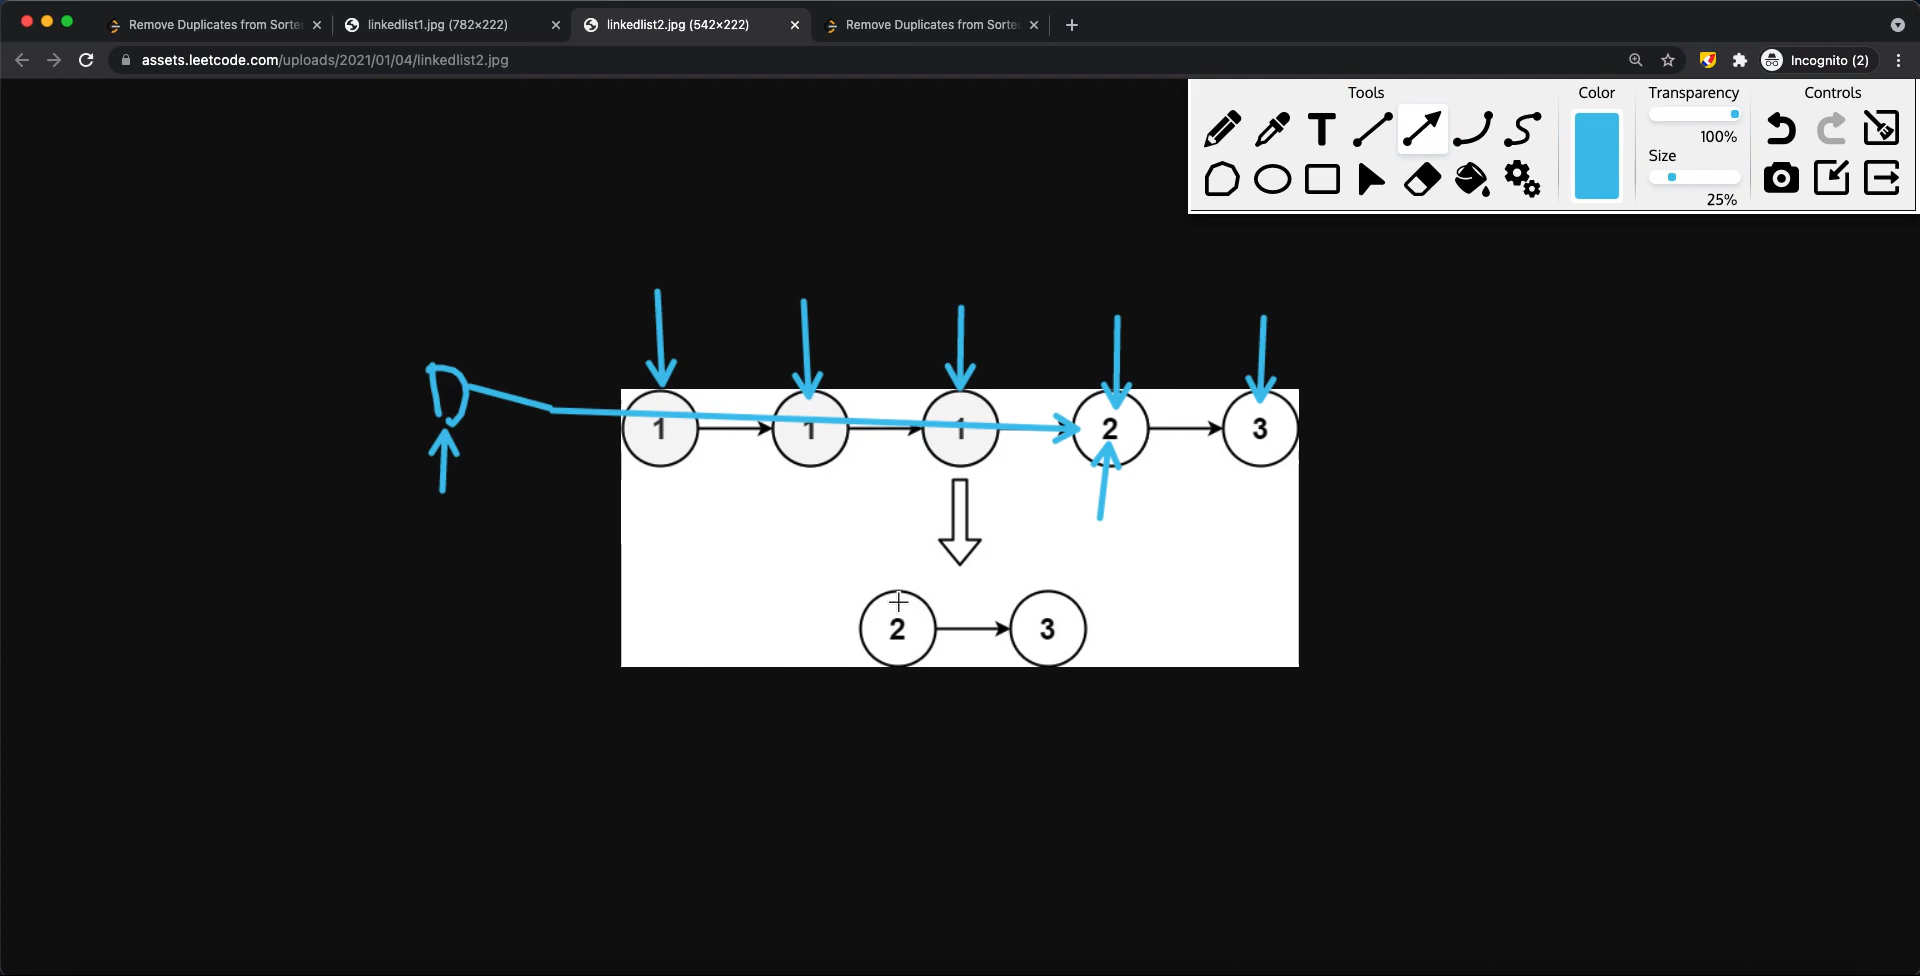 Remove Duplicates from Sorte
linkedlist1.jpg (782×222)
linkedlist2.jpg (542×222)
Remove Duplicates from Sorte
assets.leetcode.com/uploads/2021/01/04/linkedlist2.jpg
Incognito (2)
Tools
Color
Transparency
Controls
100%
Size
25%
T
D
1
1
1
2
3
2
3